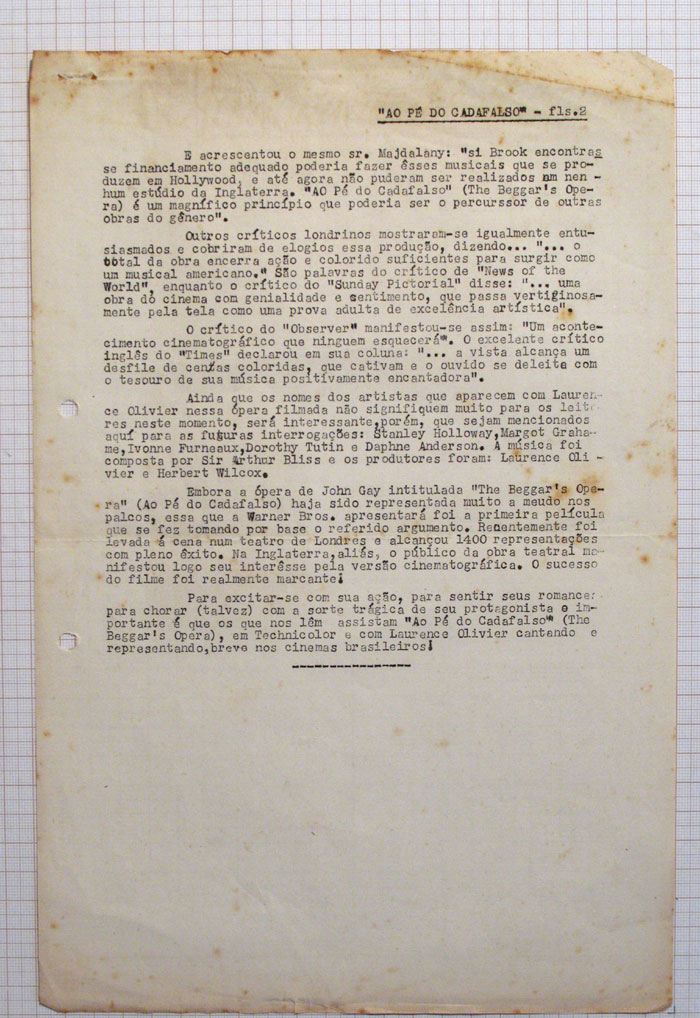 "AO PÉ DO CADAFALSO" - fls.2
E acrescentou o mesmo sr. Majdalany: "si Brook encontras
se financiamento adequado poderia fazer êsses musicais que se pro-
duzem em Hollywood, e até agora não puderam ser realizados em nen -
hum estúdio da Inglaterra. "AO Pé do Cadafalso" (The Beggar's Ope-
ra) é um magnífico princípio que poderia ser o percurssor de outras
obras do gênero".
Outros críticos londrinos mostraram-se igualmente entu-
siasmados e cobriram de elogios essa produção, dizendo... "... o
total da obra encerra ação e colorido suficientes para surgir como
um musical americano." São palavras do crítico de "News of the
World", enquanto o crítico do "Sunday Pictorial" disse: "... uma
obra do cinema com genialidade e sentimento, que passa vertiginosa-
mente pela tela como uma prova adulta de excelência artística".
O crítico do "Observer" manifestou-se assim: "Um aconte-
cimento cinematográfico que ninguem esquecerá". O excelente crítico
inglês do "Times" declarou em sua coluna: "... a vista alcança um
desfile de cenas coloridas, que cativam e o ouvido se deleita com
o tesouro de sua música positivamente encantadora".
Ainda que os nomes dos artistas que aparecem com Lauren-
ce Olivier nessa ópera filmada não signifiquem muito para os leito-
res neste momento, será interessante,porém, que sejam mencionados
aquí para as futuras interrogações: Stanley Holloway,Margot Graha-
me,Ivonne Furneaux,Dorothy Tutin e Daphne Anderson. A música foi
composta por Sir Arthur Bliss e os produtores foram: Laurence Oli -
vier e Herbert Wilcox.
Embora a ópera de John Gay intitulada "The Beggar's Ope-
ra" (Ao Pé do Cadafalso) haja sido representada muito a meudo nos
palcos, essa que a Warner Bros. apresentará foi a primeira película
que se fez tomando por base o referido argumento. Recentemente foi
levada á cena num teatro de Londres e alcançou 1400 representações
com pleno êxito. Na Inglaterra,aliás, o público da obra teatral ma-
nifestou logo seu interêsse pela versão cinematográfica. O sucesso
do filme foi realmente marcante!
Para excitar-se com sua ação, para sentir seus romances
para chorar (talvez) com a sorte trágica de seu protagonista o im-
portante é que os que nos lêm assistam "Ao Pé do Cadafalso" (The
Beggar's Opera), em Technicolor e com Laurence Olivier cantando e
representando,breve nos cinemas brasileiros!